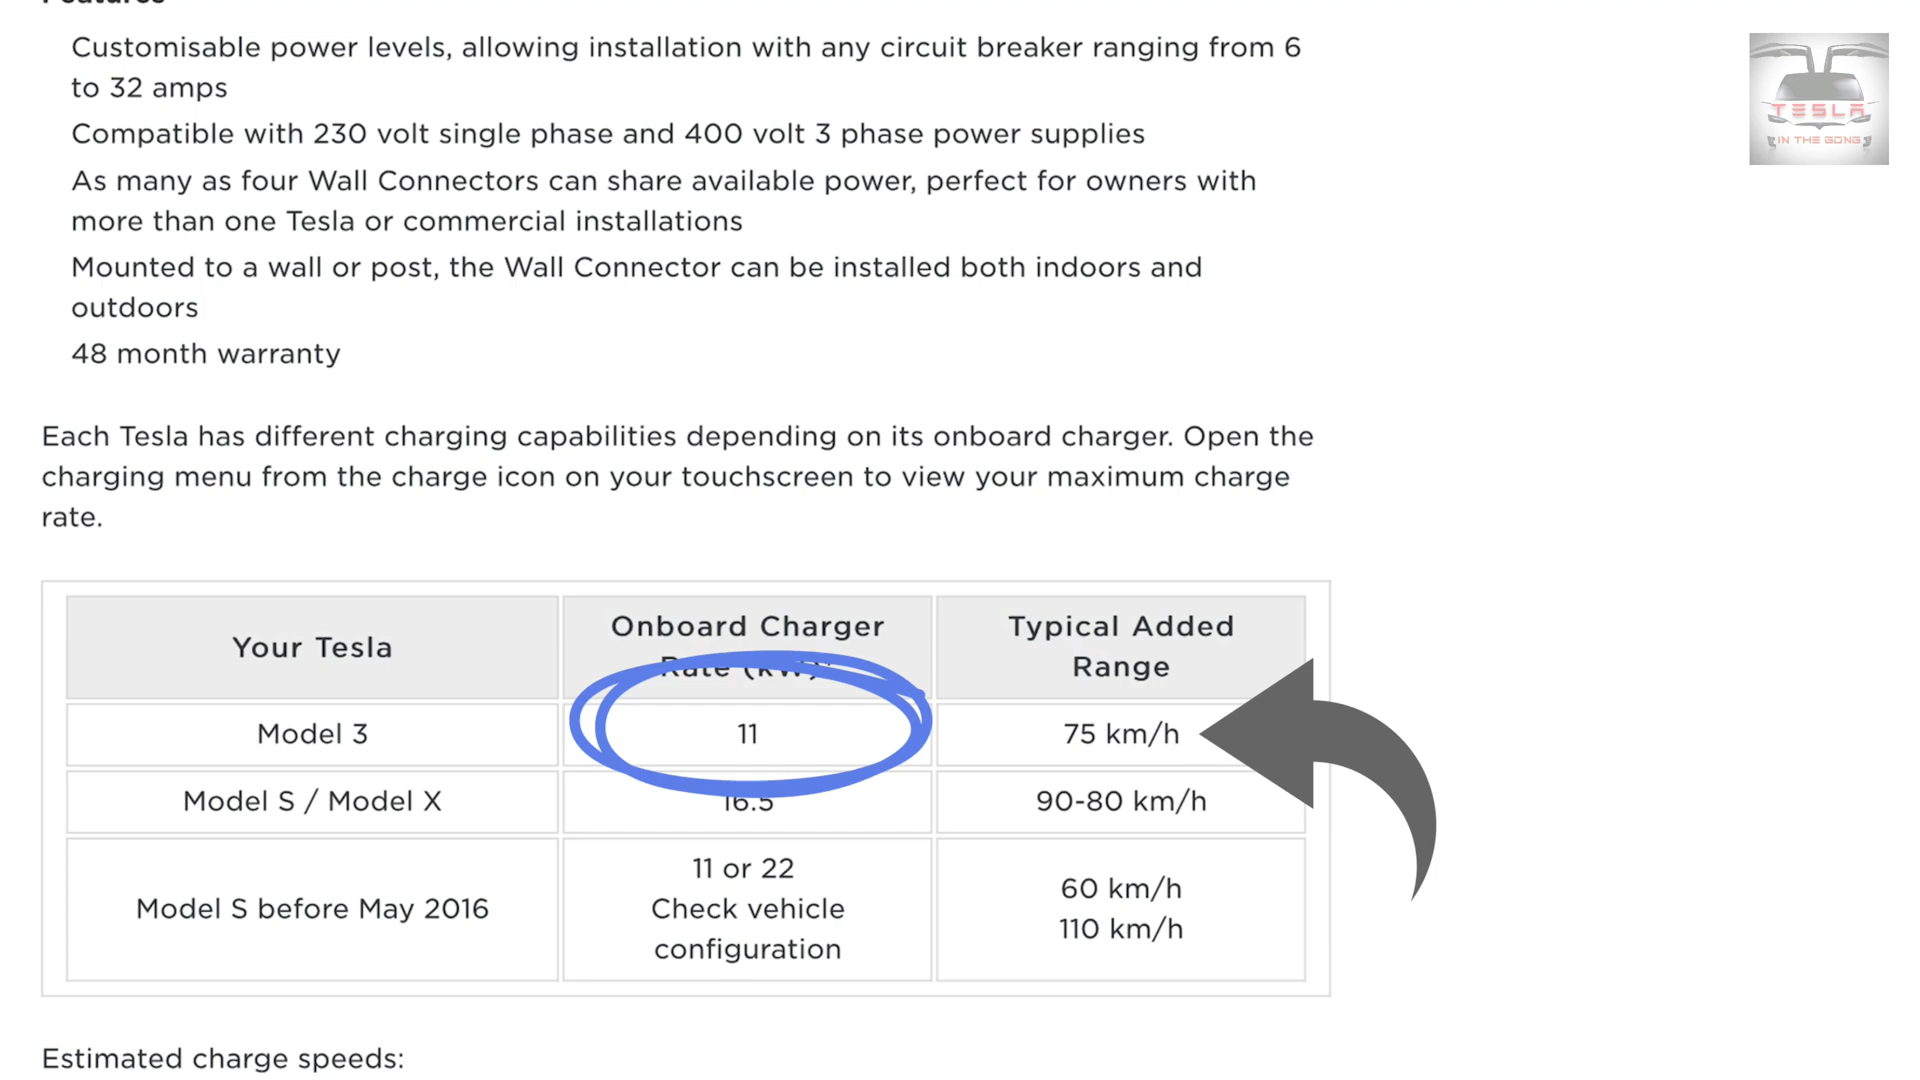 Features
Customisable power levels, allowing installation with any circuit breaker ranging from 6
to 32 amps
Compatible with 230 volt single phase and 400 volt 3 phase power supplies
As many as four Wall Connectors can share available power, perfect for owners with
more than one Tesla or commercial installations
Mounted to a wall or post, the Wall Connector can be installed both indoors and
outdoors
48 month warranty
Each Tesla has different charging capabilities depending on its onboard charger. Open the
charging menu from the charge icon on your touchscreen to view your maximum charge
rate.
Your Tesla
Onboard Charger
Rate (kW)
Typical Added
Range
Model 3
11
75 km/h
Model S / Model X
16.5
90-80 km/h
Model S before May 2016
11 or 22
Check vehicle
configuration
60 km/h
110 km/h
Estimated charge speeds:
TESLA
IN THE GONG